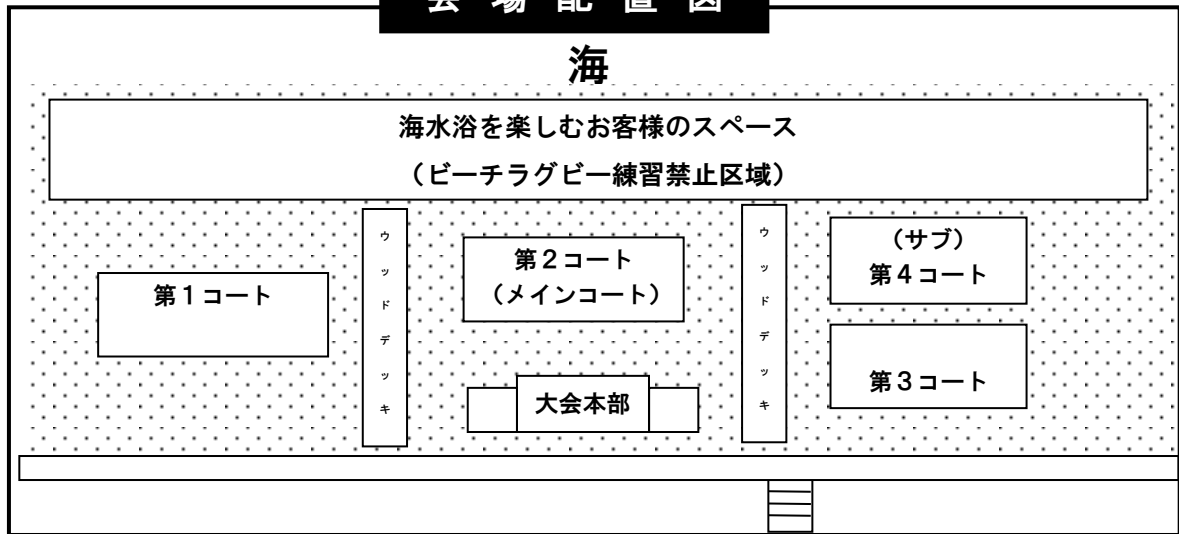 会場配置図
海
海水浴を楽しむお客様のスペース
（ビーチラグビー練習禁止区域）
ウッドデッキ
ウッドデッキ
第１コート
第２コート
（メインコート）
（サブ）
第４コート
第３コート
大会本部